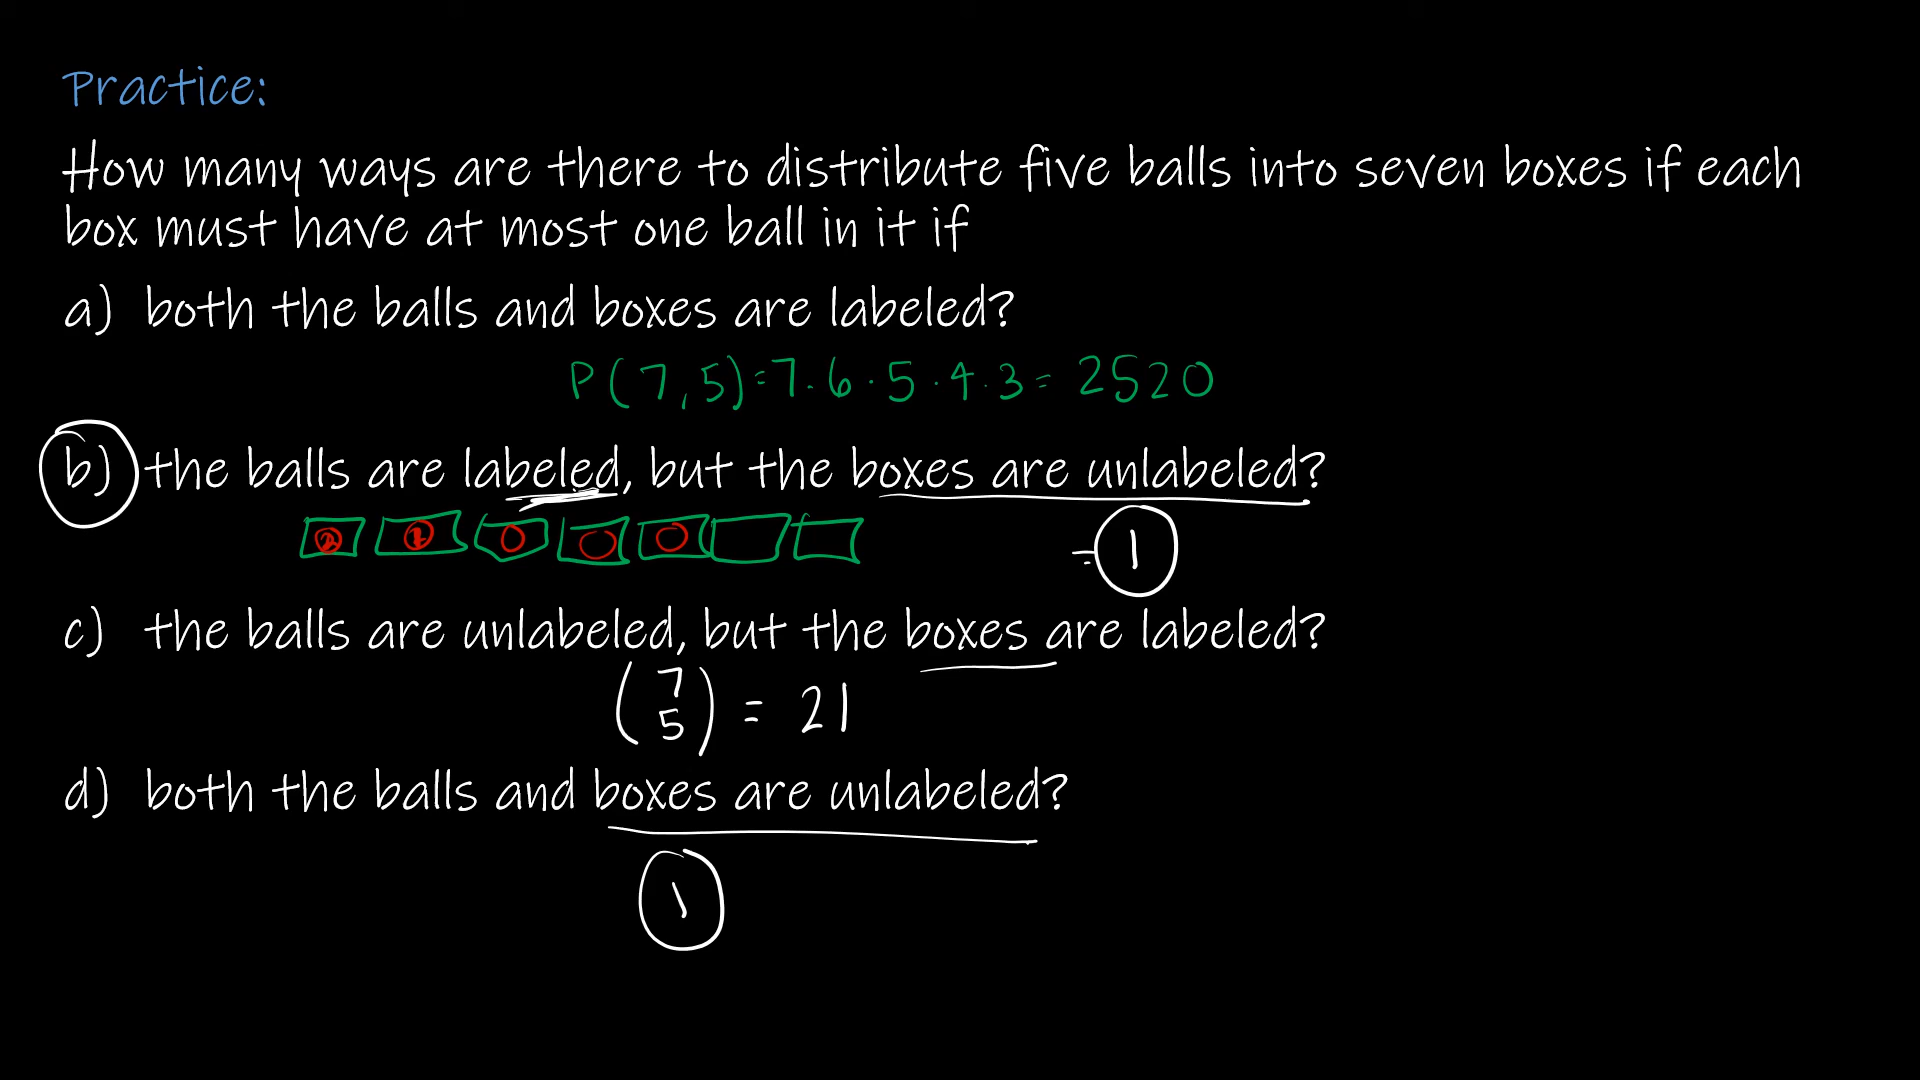 Practice:
How many ways are there to distribute five balls into seven boxes if each
box must have at most one ball in it if
a) both the balls and boxes are labeled?
P(7,5)=7.6.5.4.3= 2520
b) the balls are labeled, but the boxes are unlabeled?
2 1
= 1
c) the balls are unlabeled, but the boxes are labeled?
(7 5) = 21
d) both the balls and boxes are unlabeled?
1